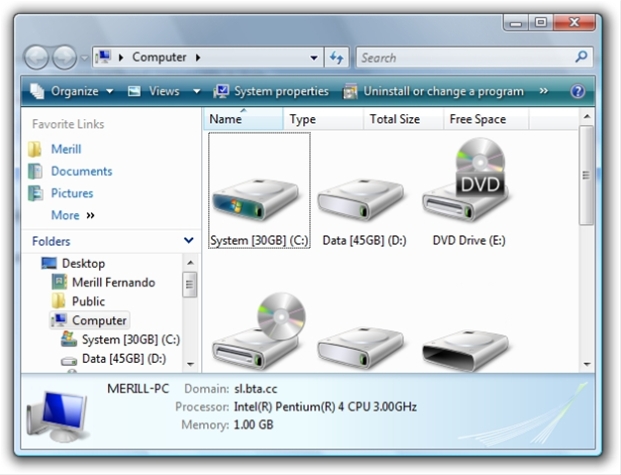 Computer
Search
Organize Views System properties Uninstall or change a program »
Favorite Links
Merill
Documents
Pictures
More »
Folders
Desktop
Merill Fernando
Public
Computer
System [30GB] (C:)
Data [45GB] (D:)
Name Type Total Size Free Space
DVD
System [30GB] (C:) Data [45GB] (D:) DVD Drive (E:)
MERILL-PC Domain: sl.bta.cc
Processor: Intel(R) Pentium(R) 4 CPU 3.00GHz
Memory: 1.00 GB